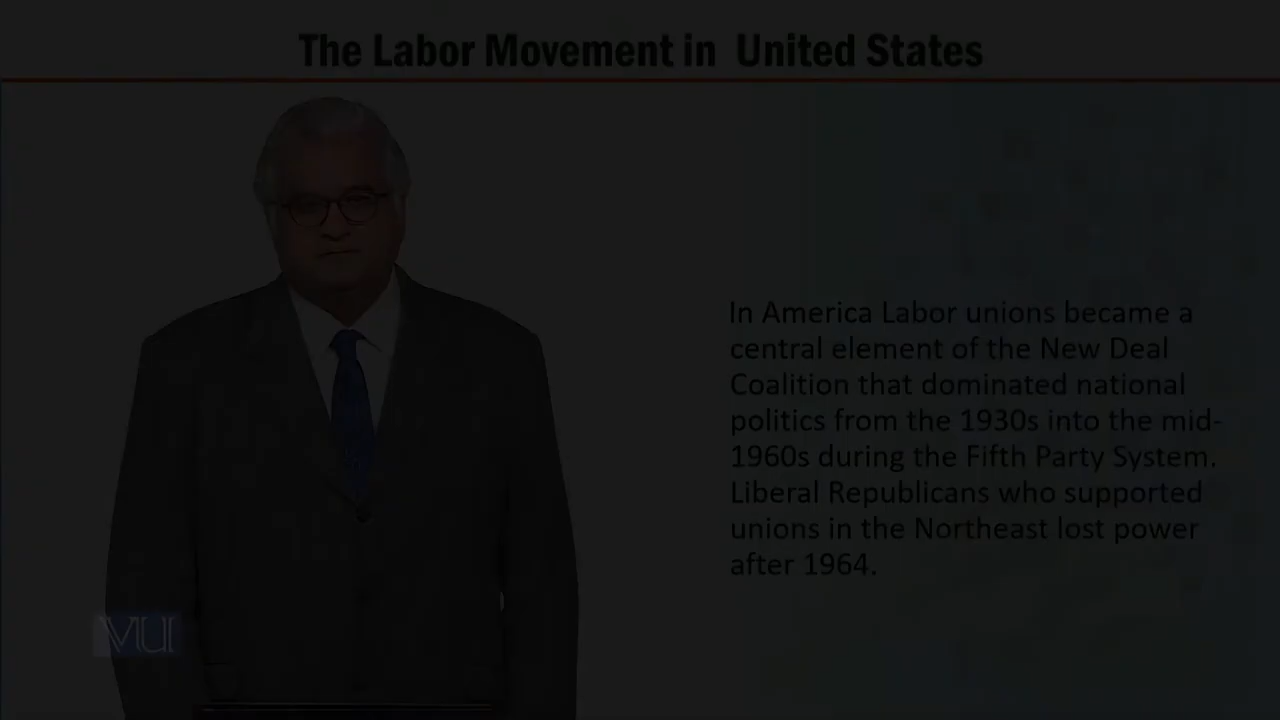 The Labor Movement in United States
In America Labor unions became a
central element of the New Deal
Coalition that dominated national
politics from the 1930s into the mid-
1960s during the Fifth Party System.
Liberal Republicans who supported
unions in the Northeast lost power
after 1964.
VU